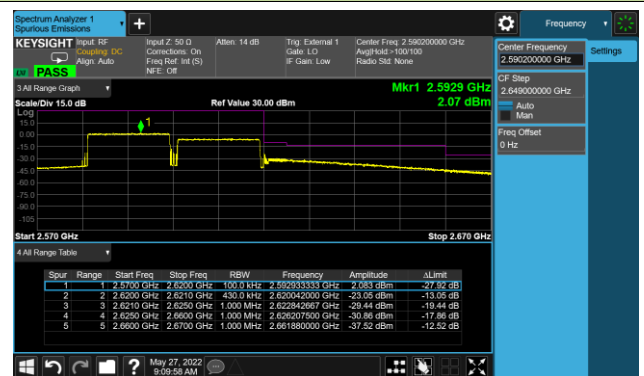 Spectrum Analyzer 1
Spurious Emissions
Frequency
KEYSIGHT
Input: RF
Coupling: DC
Align: Auto
Input Z: 50 Ω
Corrections: On
Freq Ref: Int (S)
NFE: Off
Atten: 14 dB
Trig: External 1
Gate: LO
IF Gain: Low
Center Freq: 2.590200000 GHz
Avg|Hold:>100/100
Radio Std: None
PASS
Center Frequency
2.590200000 GHz
Settings
CF Step
2.649000000 GHz
Auto
Man
Freq Offset
0 Hz
3 All Range Graph
Mkr1 2.5929 GHz
Scale/Div 15.0 dB
Ref Value 30.00 dBm
2.07 dBm
Log
15.0
0.00
-15.0
-30.0
-45.0
-60.0
-75.0
-90.0
-105
1
Start 2.570 GHz
Stop 2.670 GHz
4 All Range Table
Spur Range Start Freq Stop Freq RBW Frequency Amplitude ΔLimit
1 1 2.5700 GHz 2.6200 GHz 100.0 kHz 2.592933333 GHz 2.083 dBm -27.92 dB
2 2 2.6200 GHz 2.6210 GHz 430.0 kHz 2.620042000 GHz -23.05 dBm -13.05 dB
3 3 2.6210 GHz 2.6250 GHz 1.000 MHz 2.622842667 GHz -29.44 dBm -19.44 dB
4 4 2.6250 GHz 2.6600 GHz 1.000 MHz 2.626207500 GHz -30.86 dBm -17.86 dB
5 5 2.6600 GHz 2.6700 GHz 1.000 MHz 2.661880000 GHz -37.52 dBm -12.52 dB
May 27, 2022
9:09:58 AM